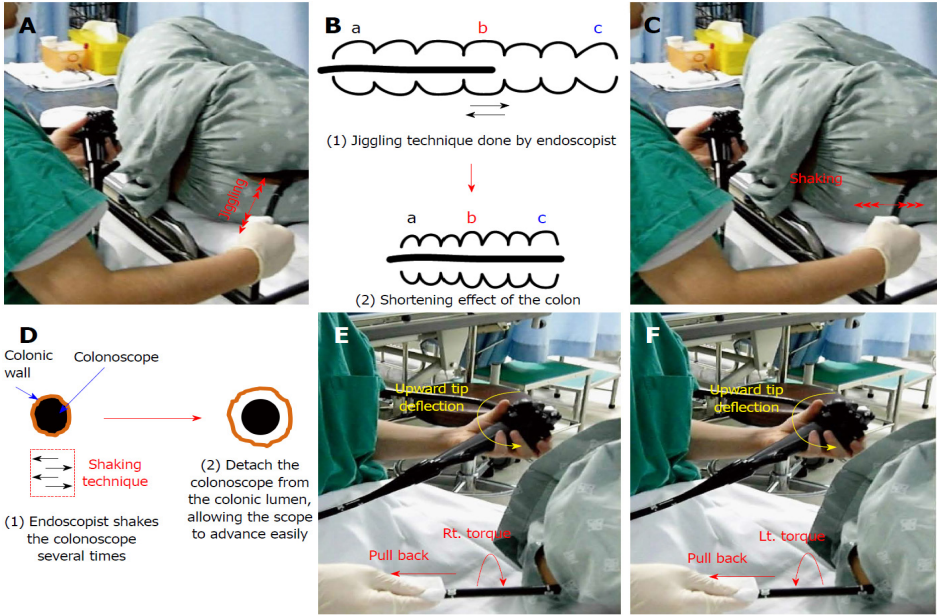 A
Jiggling
B
a b c
(1) Jiggling technique done by endoscopist
a b c
(2) Shortening effect of the colon
C
Shaking
D
Colonic
wall
Colonoscope
Shaking
technique
(1) Endoscopist shakes
the colonoscope
several times
(2) Detach the
colonoscope from
the colonic lumen,
allowing the scope
to advance easily
E
Upward tip
deflection
Rt. torque
Pull back
F
Upward tip
deflection
Lt. torque
Pull back